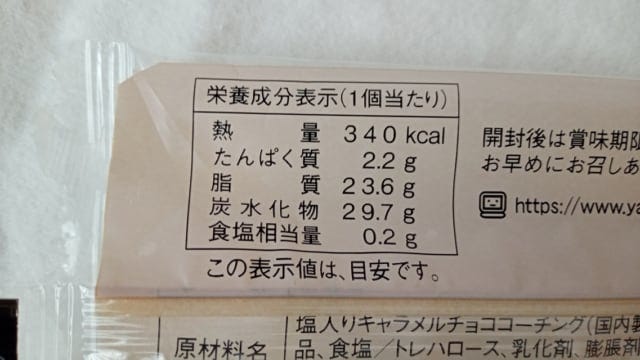 栄養成分表示(1個当たり)
熱量 340 kcal
たんぱく質 2.2 g
脂質 23.6 g
炭水化物 29.7 g
食塩相当量 0.2 g
この表示値は、目安です。
開封後は賞味期限
お早めにお召しあ
https://www.ya
原材料名
塩入りキャラメルチョココーチング(国内製
品、食塩/トレハロース、乳化剤、膨脹剤